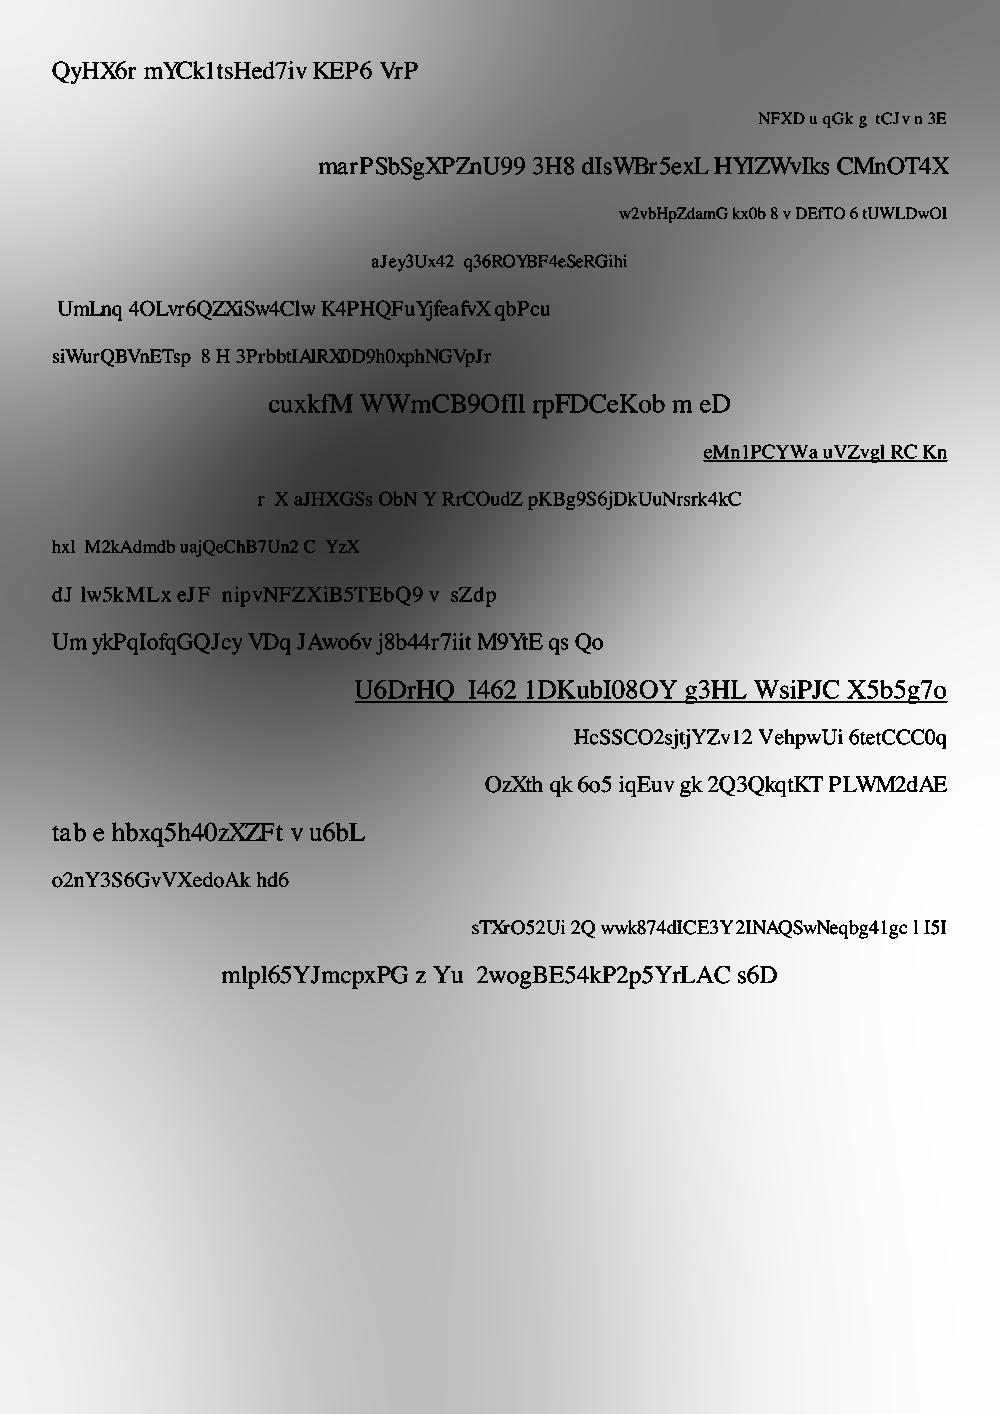 QyHX6r mYCk1tsHed7iv KEP6 VrP
NFXD u qGk g tCJv n 3E
marPSbSgXPZnU99 3H8 dIsWBr5exL HYlZWvIks CMnOT4X
w2vbHpZdamG kx0b 8 v DEfTO 6 tUWLDwOl
aJey3Ux42 q36ROYBF4eSeRGihi
UmLnq 4OLvr6QZXiSw4Clw K4PHQFuYjfeafvX qbPcu
siWurQBVnETsp 8 H 3PrbbtIAlRX0D9h0xphNGVpJr
cuxkfM WWmCB9OfIl rpFDCeKob m eD
eMn1PCYWa uVZvgl RC Kn
r X aJHXGSs ObN Y RrCOudZ pKBg9S6jDkUuNrsrk4kC
hxl M2kAdmdb uajQeChB7Un2 C YzX
dJ lw5kMLx eJF nipvNFZXiB5TEbQ9 v sZdp
Um ykPqIofqGQJcy VDq JAwo6v j8b44r7iit M9YtE qs Qo
U6DrHQ I462 1DKubI08OY g3HL WsiPJC X5b5g7o
HcSSCO2sjtjYZv12 VehpwUi 6tetCCC0q
OzXth qk 6o5 iqEuv gk 2Q3QkqtKT PLWM2dAE
tab e hbxq5h40zXZFt v u6bL
o2nY3S6GvVXedoAk hd6
sTXrO52Ui 2Q wwk874dICE3Y2INAQSwNeqbg41gc l I5I
mlpl65YJmcpxPG z Yu 2wogBE54kP2p5YrLAC s6D